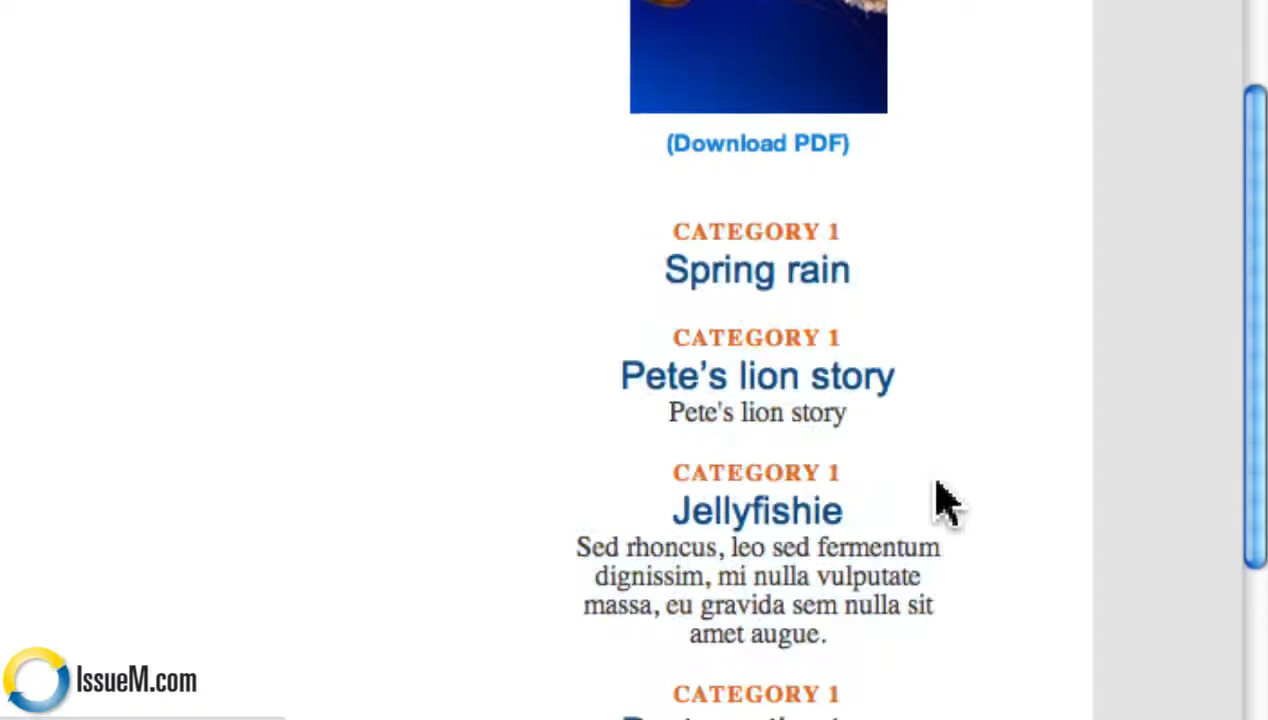 (Download PDF)
CATEGORY 1
Spring rain
CATEGORY 1
Pete’s lion story
Pete's lion story
CATEGORY 1
Jellyfishie
Sed rhoncus, leo sed fermentum
dignissim, mi nulla vulputate
massa, eu gravida sem nulla sit
amet augue.
CATEGORY 1
IssueM.com